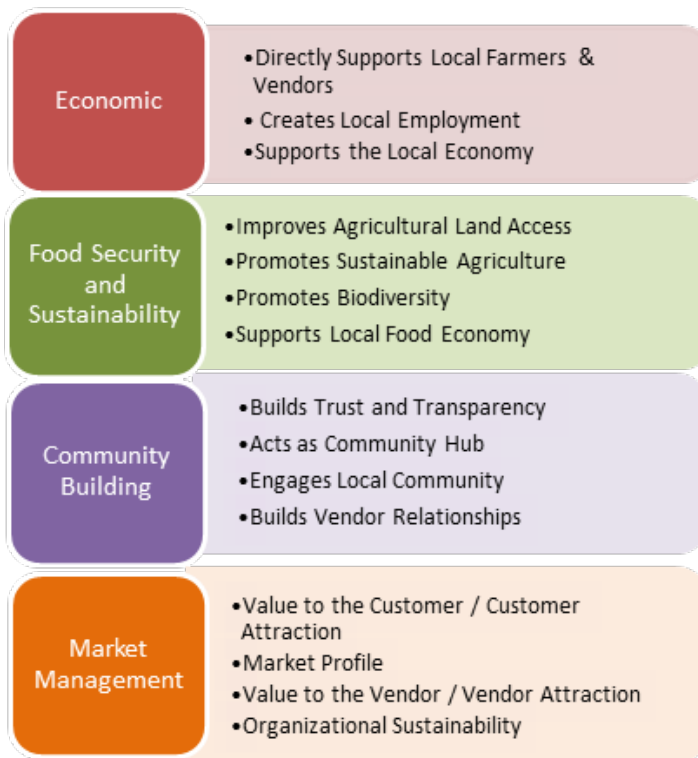 Economic
•Directly Supports Local Farmers &
Vendors
• Creates Local Employment
•Supports the Local Economy
Food Security
and
Sustainability
•Improves Agricultural Land Access
•Promotes Sustainable Agriculture
•Promotes Biodiversity
•Supports Local Food Economy
Community
Building
•Builds Trust and Transparency
•Acts as Community Hub
•Engages Local Community
•Builds Vendor Relationships
Market
Management
•Value to the Customer / Customer
Attraction
•Market Profile
•Value to the Vendor / Vendor Attraction
•Organizational Sustainability